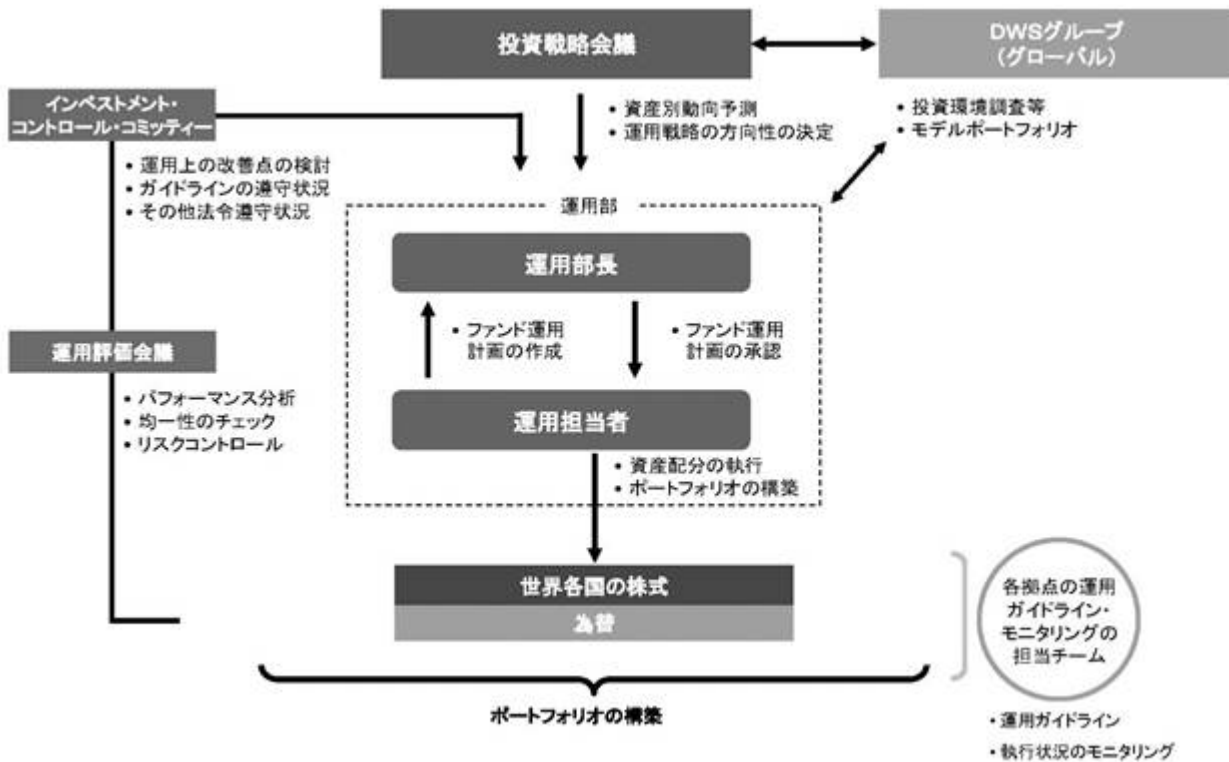 投資戦略会議
DWSグループ
(グローバル)
インベストメント・
コントロール・コミッティー
• 資産別動向予測
• 運用戦略の方向性の決定
• 投資環境調査等
• モデルポートフォリオ
• 運用上の改善点の検討
• ガイドラインの遵守状況
• その他法令遵守状況
運用部
運用部長
• ファンド運用
計画の作成
• ファンド運用
計画の承認
運用評価会議
• パフォーマンス分析
• 均一性のチェック
• リスクコントロール
運用担当者
• 資産配分の執行
• ポートフォリオの構築
世界各国の株式
為替
各拠点の運用
ガイドライン・
モニタリングの
担当チーム
ポートフォリオの構築
・運用ガイドライン
・執行状況のモニタリング